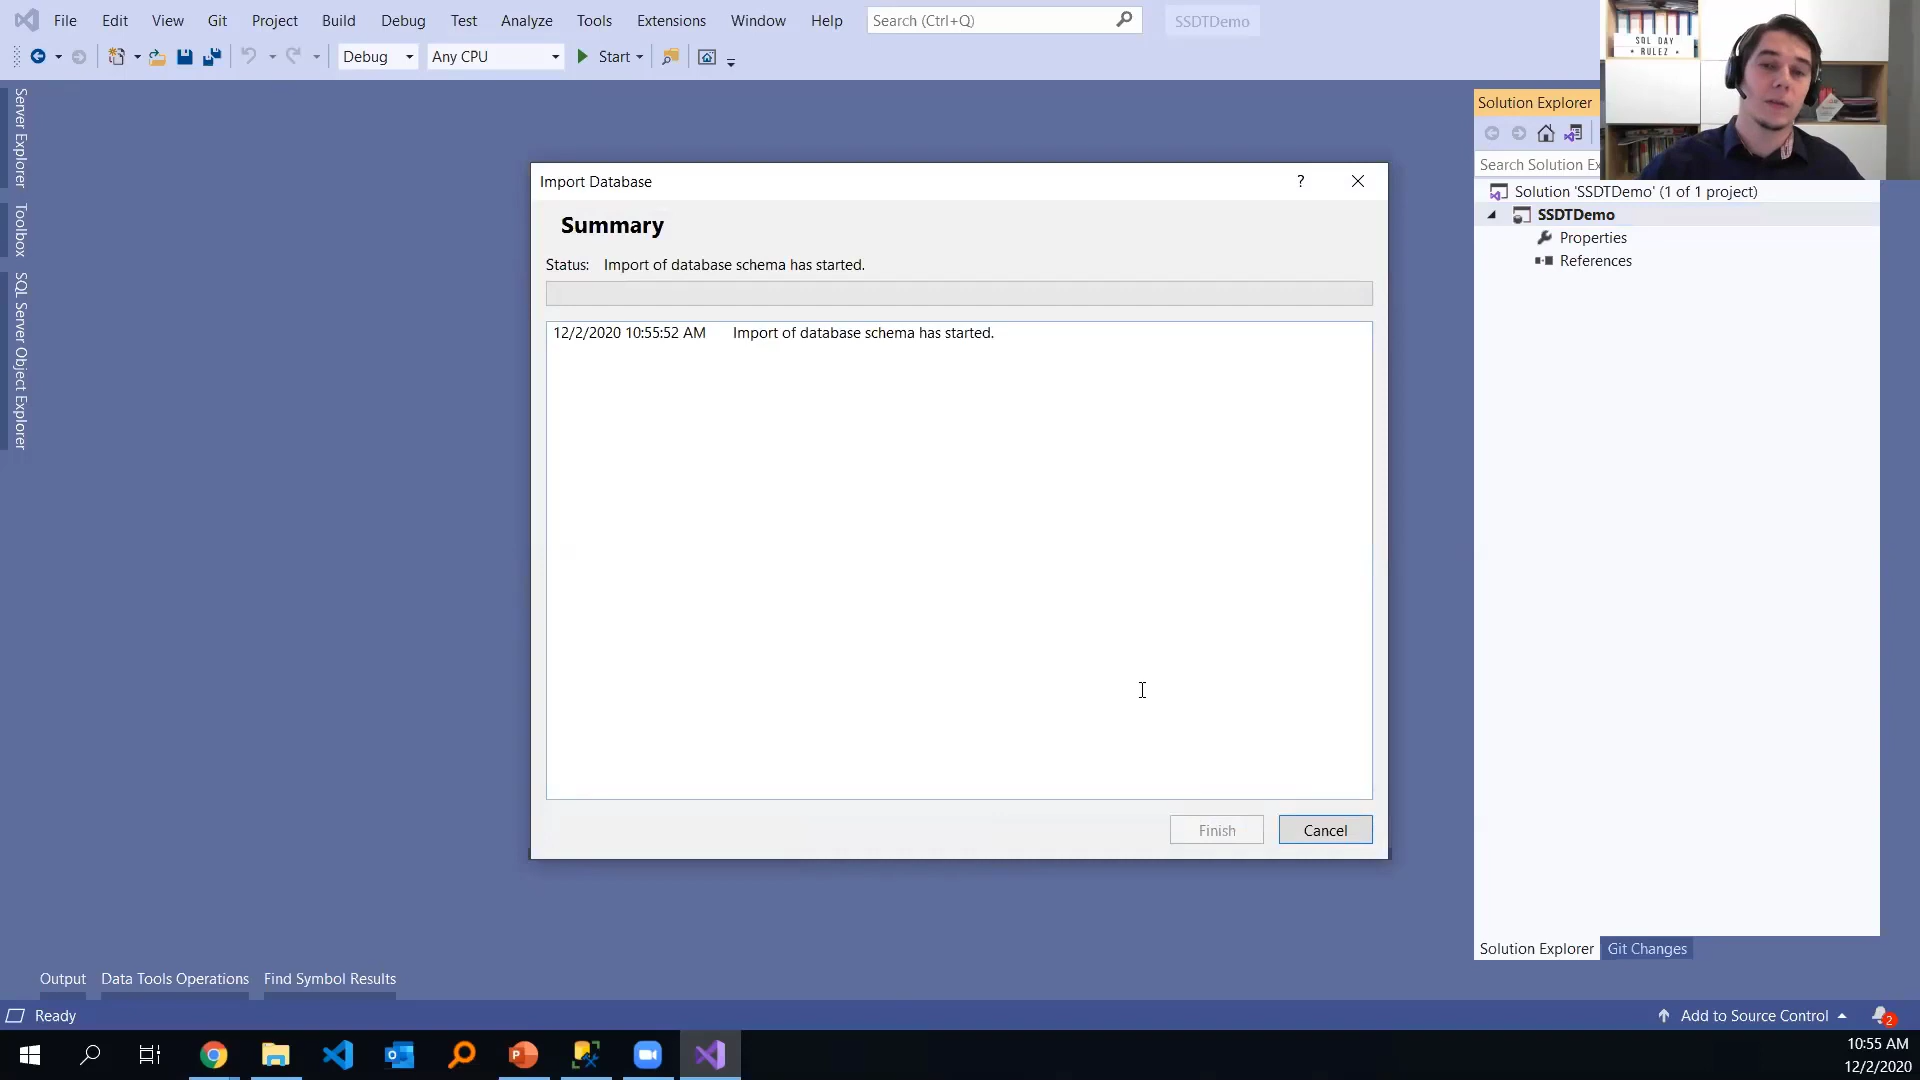 File Edit View Git Project Build Debug Test Analyze Tools Extensions Window Help Search (Ctrl+Q) SSDTDemo
Debug Any CPU Start
SQL DAY
• RULEZ •
Server Explorer
Toolbox
SQL Server Object Explorer
Import Database ?
Summary
Status: Import of database schema has started.
12/2/2020 10:55:52 AM Import of database schema has started.
Finish Cancel
Solution Explorer
Search Solution Ex
Solution 'SSDTDemo' (1 of 1 project)
SSDTDemo
Properties
References
Solution Explorer Git Changes
Output Data Tools Operations Find Symbol Results
Ready Add to Source Control 2
10:55 AM
12/2/2020